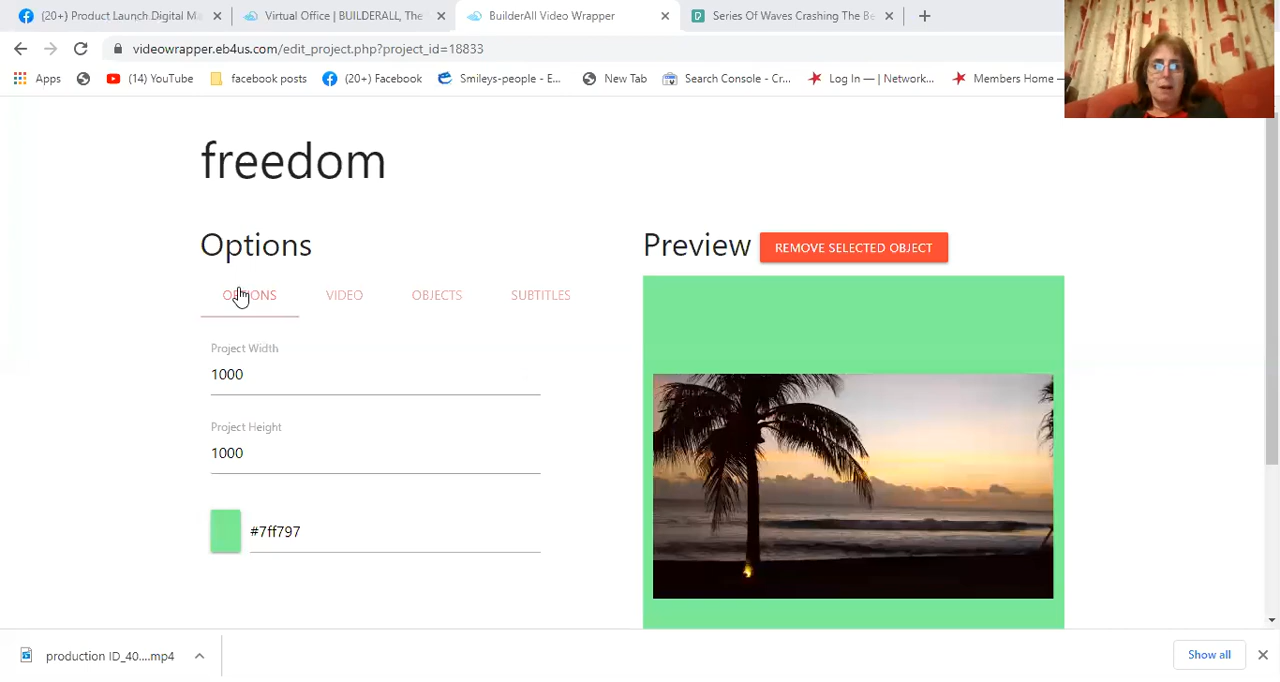 (20+) Product Launch.Digital Ma
Virtual Office | BUILDERALL, The
BuilderAll Video Wrapper
Series Of Waves Crashing The Be
videowrapper.eb4us.com/edit_project.php?project_id=18833
Apps
(14) YouTube
facebook posts
(20+) Facebook
Smileys-people - E...
New Tab
Search Console - Cr...
Log In — | Network...
Members Home —
freedom
Options
Preview
REMOVE SELECTED OBJECT
OPTIONS
VIDEO
OBJECTS
SUBTITLES
Project Width
1000
Project Height
1000
#7ff797
production ID_40....mp4
Show all